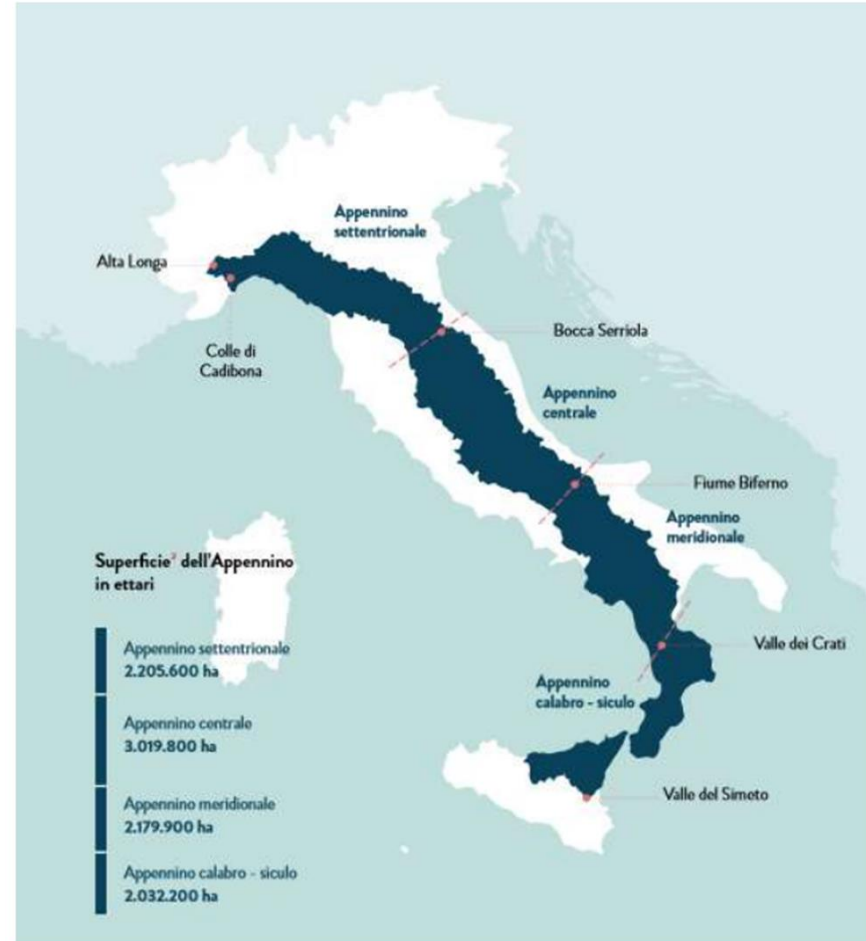 Appennino
settentrionale
Alta Longa
Bocca Serriola
Colle di
Cadibona
Appennino
centrale
Fiume Biferno
Appennino
meridionale
Superficie² dell'Appennino
in ettari
Appennino settentrionale
2.205.600 ha
Appennino centrale
3.019.800 ha
Appennino meridionale
2.179.900 ha
Appennino calabro - siculo
2.032.200 ha
Valle dei Crati
Appennino
calabro - siculo
Valle del Simeto